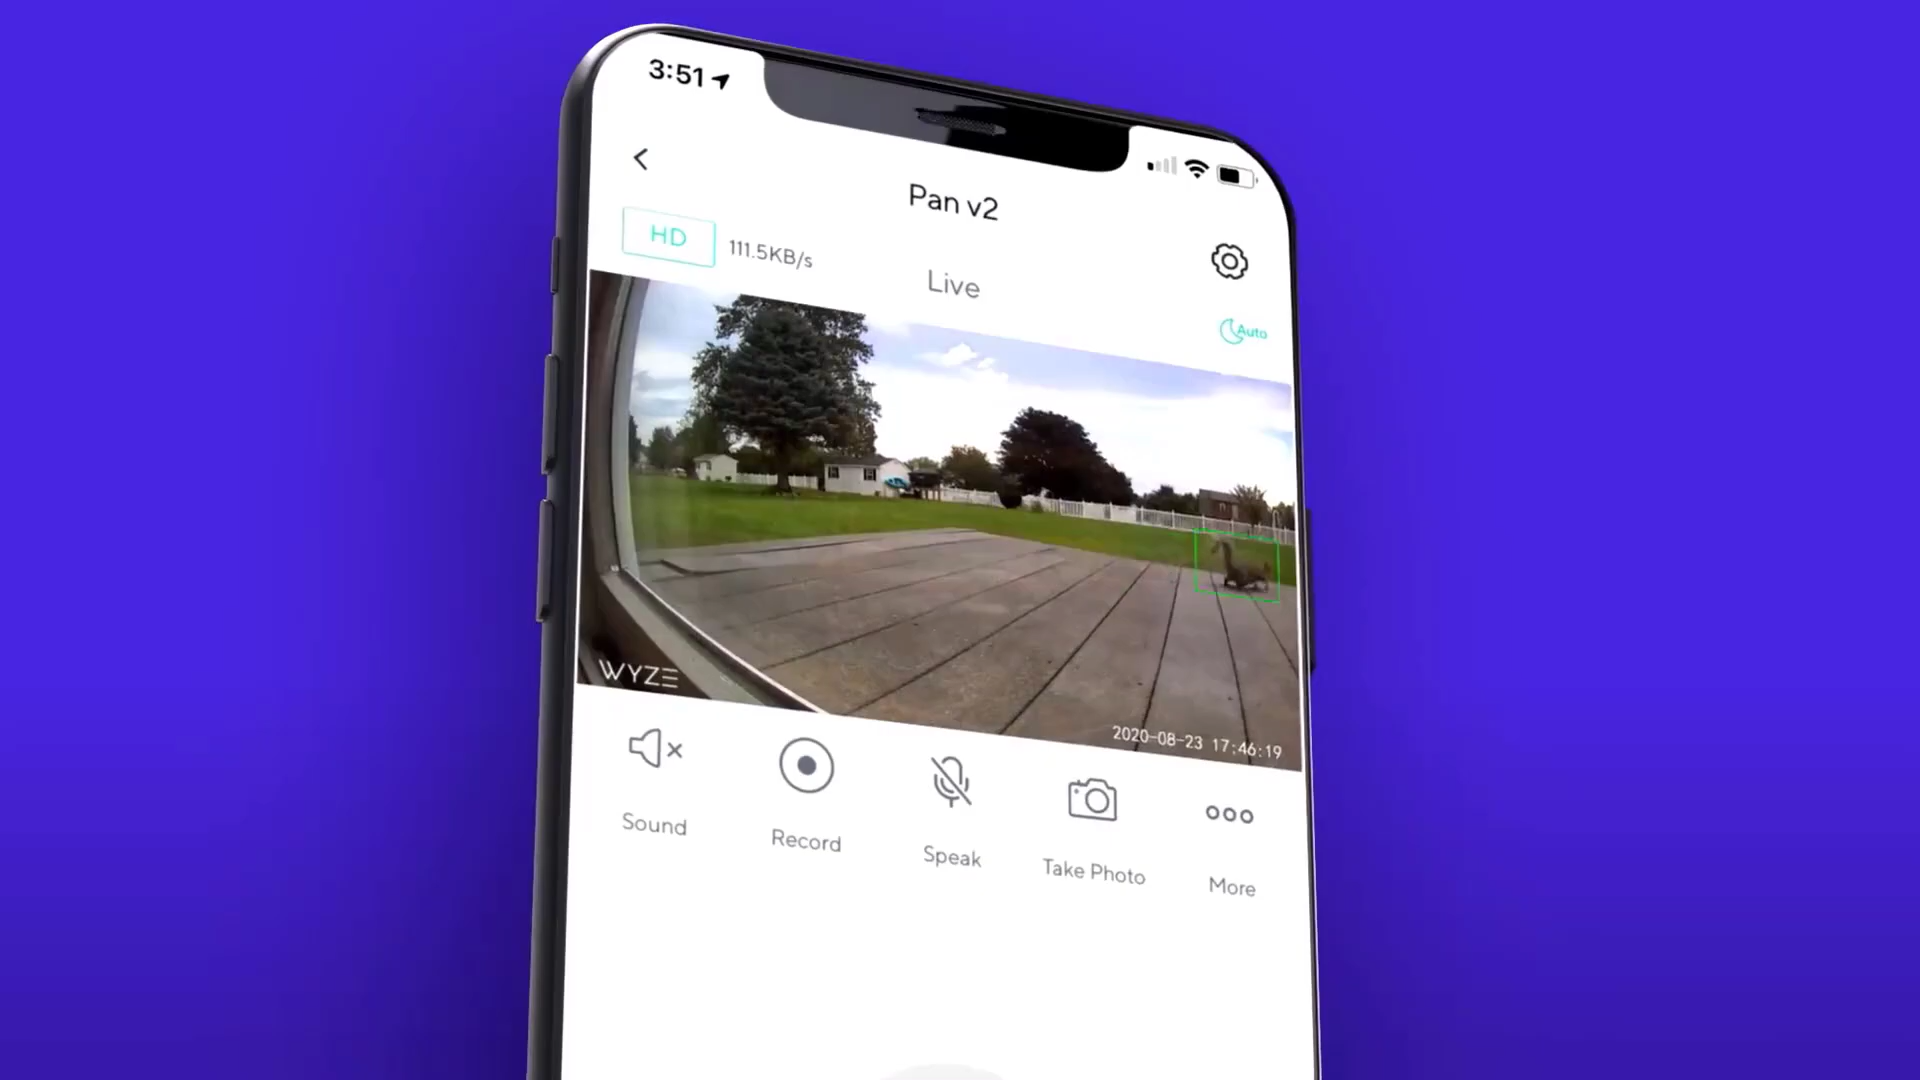 3:51
Pan v2
HD
111.5KB/s
Live
Auto
WYZE
2020-08-23 17:46:19
Sound
Record
Speak
Take Photo
More